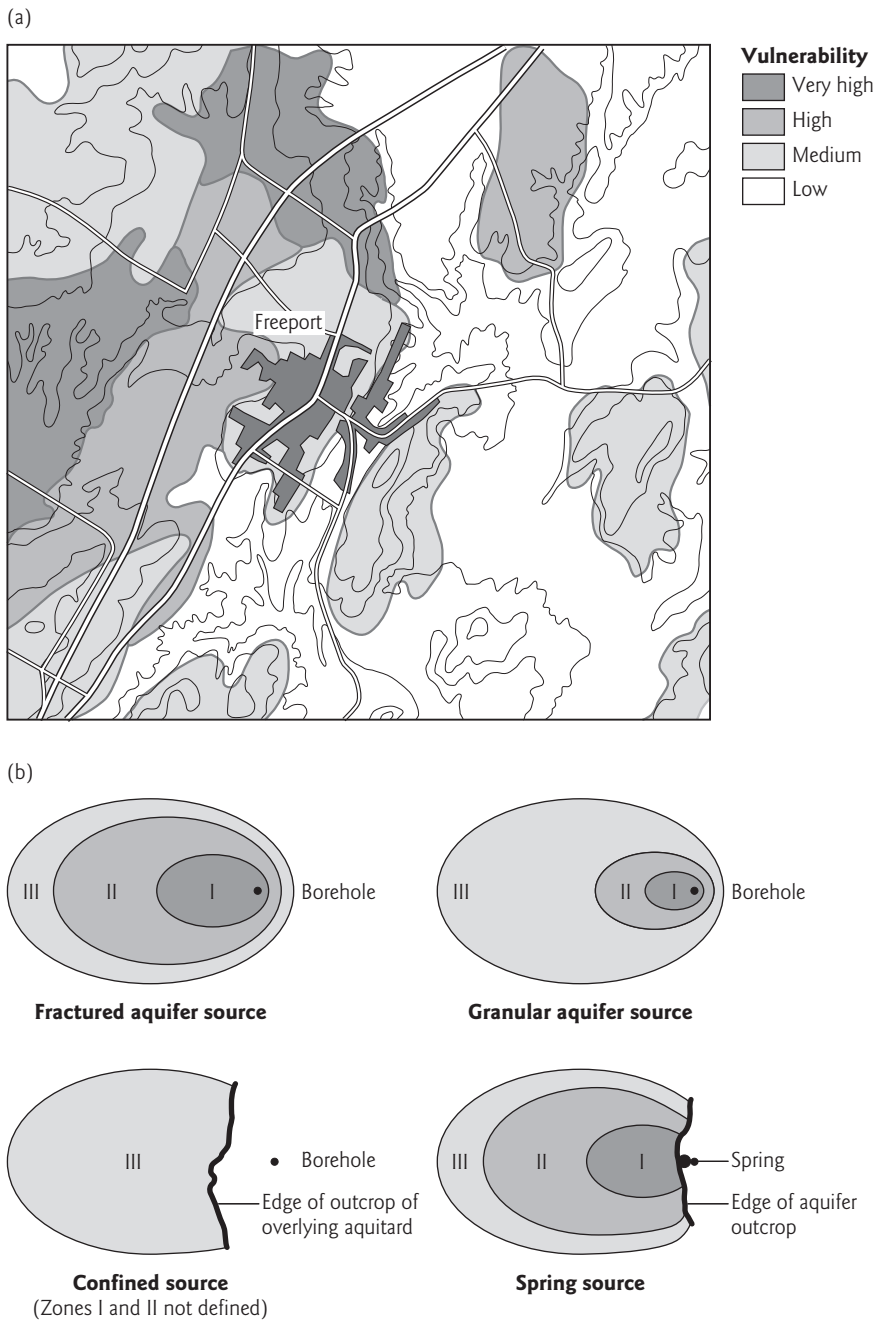 (a)
Vulnerability
Very high
High
Medium
Low
Freeport
(b)
III
II
I
Borehole
Fractured aquifer source
III
II
I
Borehole
Granular aquifer source
III
Borehole
Edge of outcrop of
overlying aquitard
Confined source
(Zones I and II not defined)
III
II
I
Spring
Edge of aquifer
outcrop
Spring source